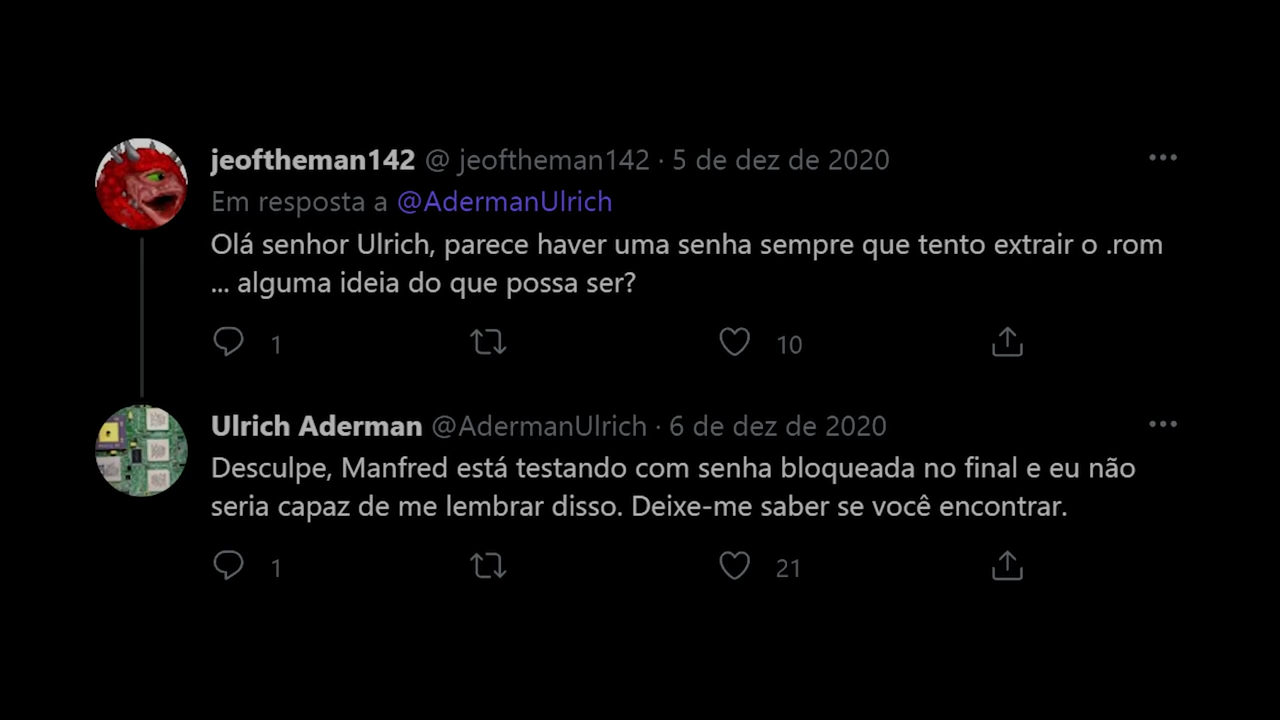 jeoftheman142 @ jeoftheman142 · 5 de dez de 2020
Em resposta a @AdermanUlrich
Olá senhor Ulrich, parece haver uma senha sempre que tento extrair o .rom
... alguma ideia do que possa ser?
1 10
Ulrich Aderman @AdermanUlrich · 6 de dez de 2020
Desculpe, Manfred está testando com senha bloqueada no final e eu não
seria capaz de me lembrar disso. Deixe-me saber se você encontrar.
1 21